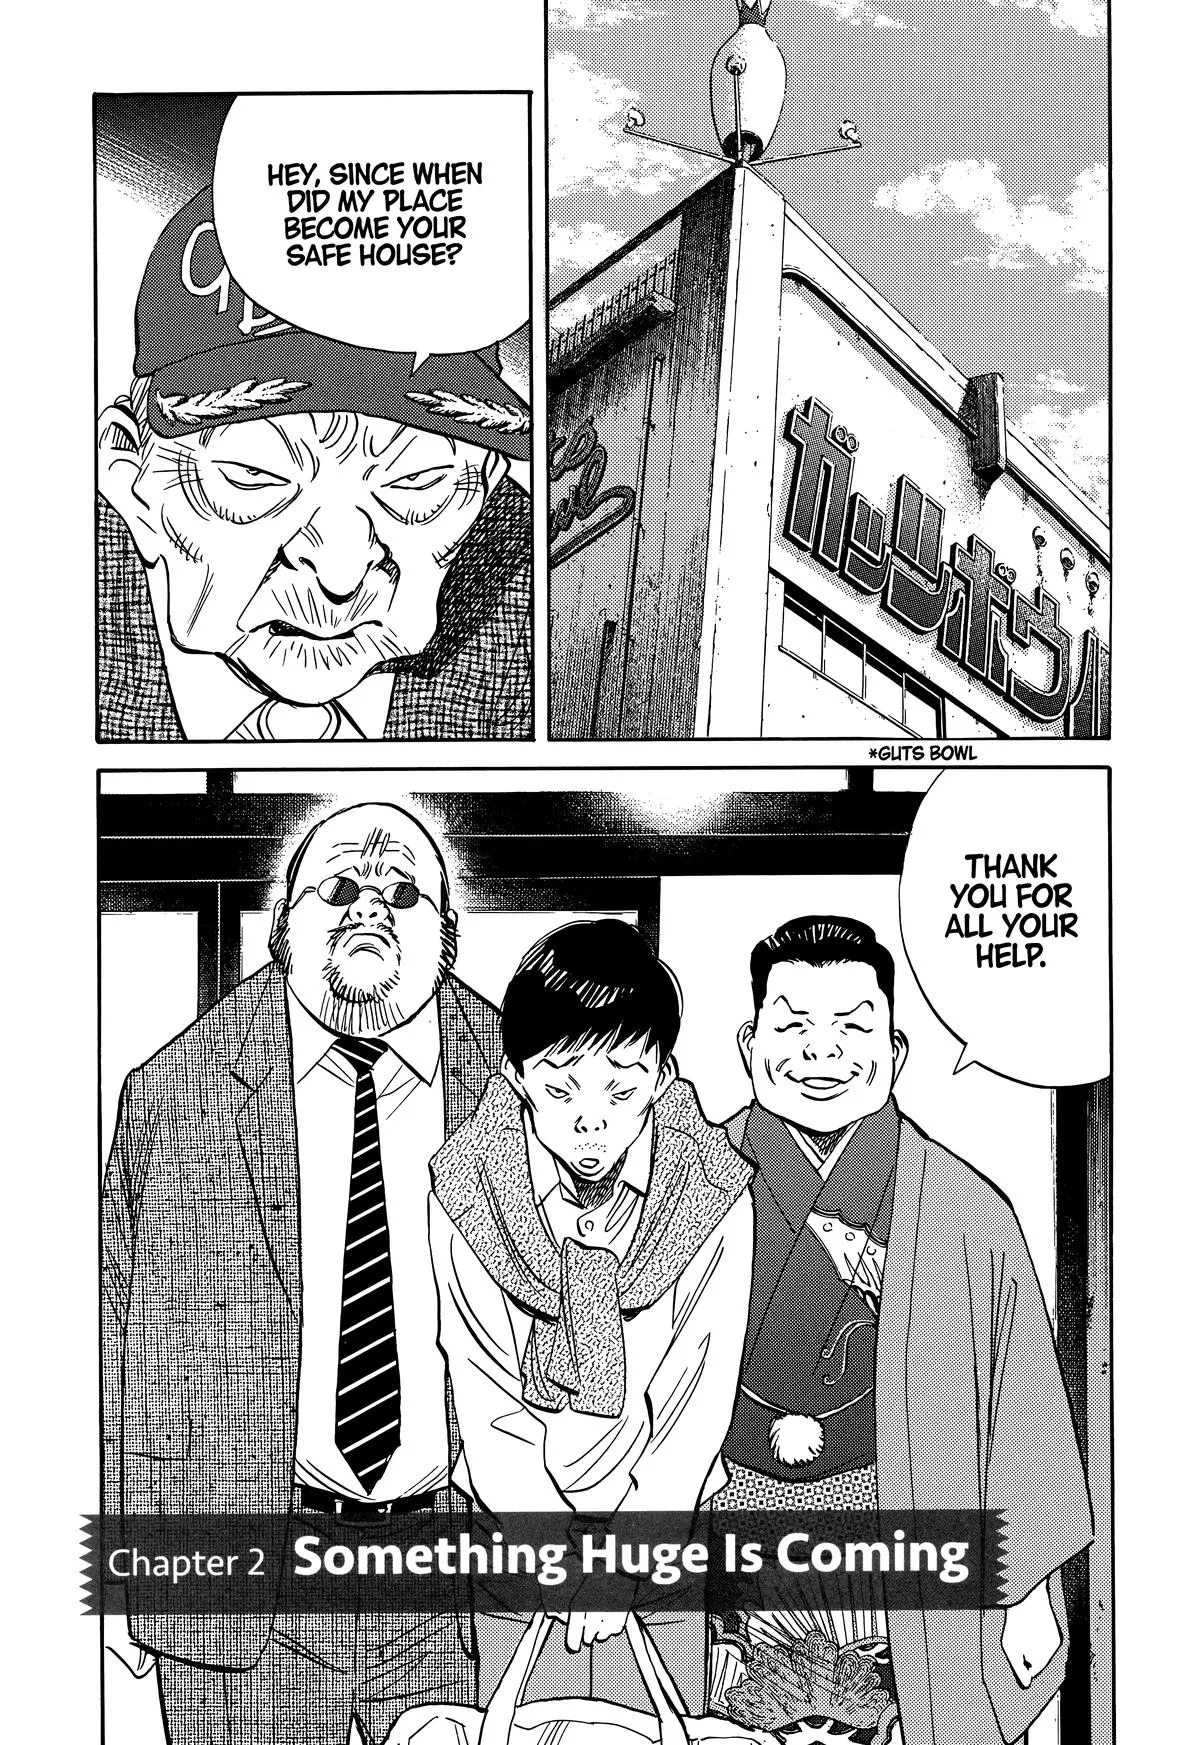 ガッツボウル
*GUTS BOWL
HEY, SINCE WHEN
DID MY PLACE
BECOME YOUR
SAFE HOUSE?
THANK
YOU FOR
ALL YOUR
HELP.
Chapter 2 Something Huge Is Coming